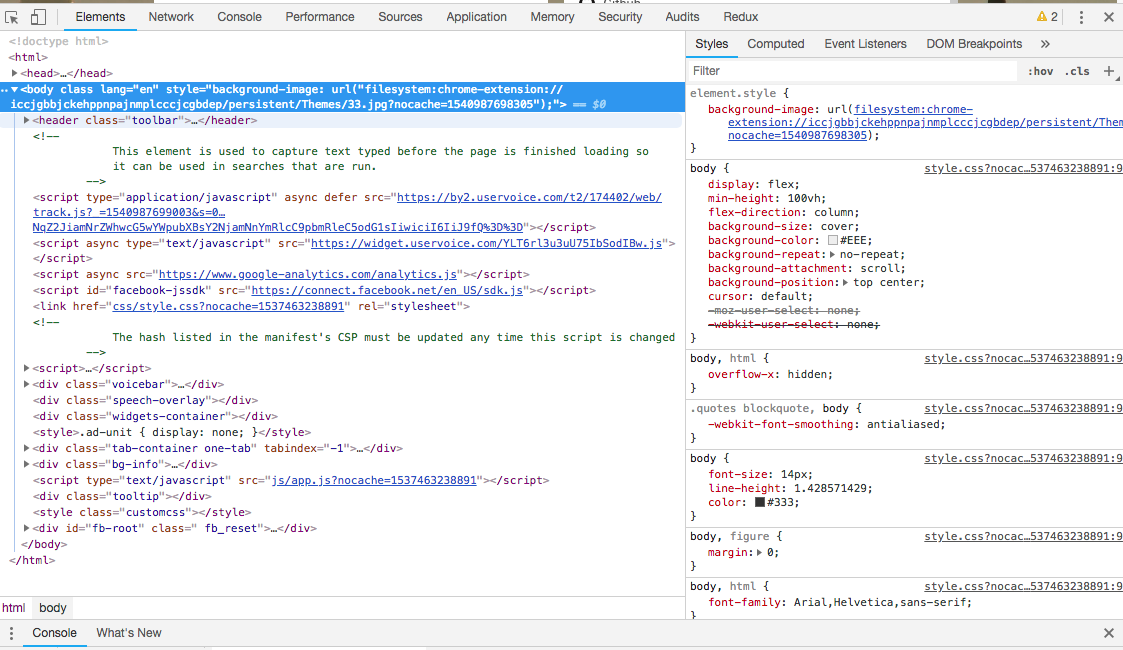 Elements Network Console Performance Sources Application Memory Security Audits Redux 2
<!doctype html>
<html>
<head>…</head>
<body class lang="en" style="background-image: url("filesystem:chrome-extension://
iccjgbbjckehppnpajnmplcccjcgbdep/persistent/Themes/33.jpg?nocache=1540987698305");"> == $0
<header class="toolbar">…</header>
<!--
This element is used to capture text typed before the page is finished loading so
it can be used in searches that are run.
-->
<script type="application/javascript" async defer src="https://by2.uservoice.com/t2/174402/web/
track.js?_=1540987699003&s=0…
NqZ2JiamNrZWhwcG5wYWpubXBsY2NjamNnYmRlcC9pbmRleC5odG1sIiwiciI6IiJ9fQ%3D%3D"></script>
<script async type="text/javascript" src="https://widget.uservoice.com/YLT6rl3u3uU75IbSodIBw.js">
</script>
<script async src="https://www.google-analytics.com/analytics.js"></script>
<script id="facebook-jssdk" src="https://connect.facebook.net/en_US/sdk.js"></script>
<link href="css/style.css?nocache=1537463238891" rel="stylesheet">
<!--
The hash listed in the manifest's CSP must be updated any time this script is changed
-->
<script>…</script>
<div class="voicebar">…</div>
<div class="speech-overlay"></div>
<div class="widgets-container"></div>
<style>.ad-unit { display: none; }</style>
<div class="tab-container one-tab" tabindex="-1">…</div>
<div class="bg-info">…</div>
<script type="text/javascript" src="js/app.js?nocache=1537463238891"></script>
<div class="tooltip"></div>
<style class="customcss"></style>
<div id="fb-root" class=" fb_reset">…</div>
</body>
</html>
html body
Styles Computed Event Listeners DOM Breakpoints »
Filter :hov .cls +
element.style {
background-image: url(filesystem:chrome-
extension://iccjgbbjckehppnpajnmplcccjcgbdep/persistent/Them
nocache=1540987698305);
}
body { style.css?nocac…537463238891:9
display: flex;
min-height: 100vh;
flex-direction: column;
background-size: cover;
background-color: #EEE;
background-repeat: no-repeat;
background-attachment: scroll;
background-position: top center;
cursor: default;
-moz-user-select: none;
-webkit-user-select: none;
}
body, html { style.css?nocac…537463238891:9
overflow-x: hidden;
}
.quotes blockquote, body { style.css?nocac…537463238891:9
-webkit-font-smoothing: antialiased;
}
body { style.css?nocac…537463238891:9
font-size: 14px;
line-height: 1.428571429;
color: #333;
}
body, figure { style.css?nocac…537463238891:9
margin: 0;
}
body, html { style.css?nocac…537463238891:9
font-family: Arial,Helvetica,sans-serif;
}
Console What's New